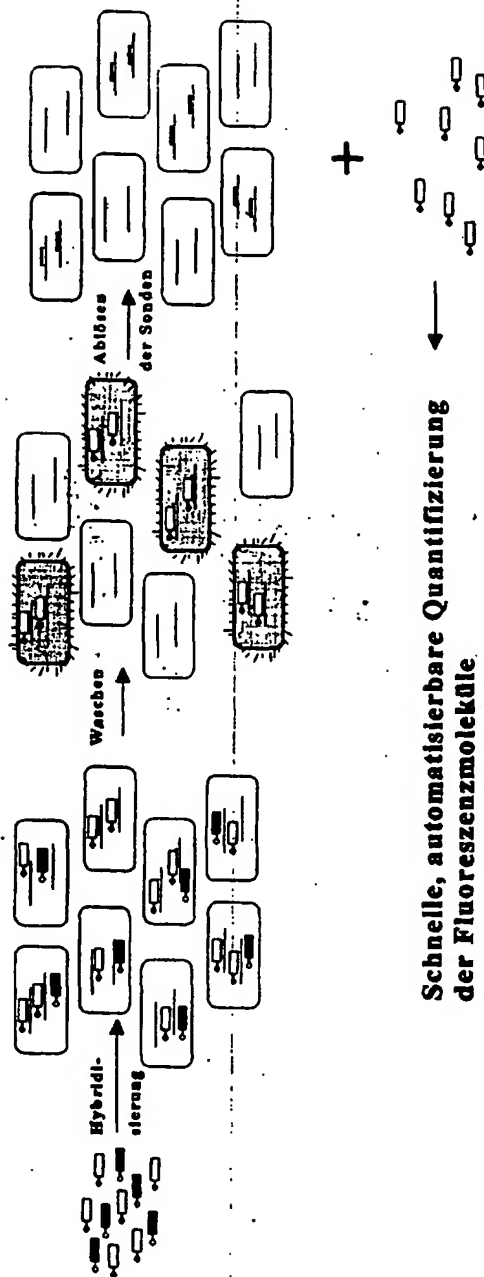 Hybridi-
sierung
Waschen
Ablösen
der Sonden
+
Schnelle, automatisierbare Quantifizierung
der Fluoreszenzmoleküle